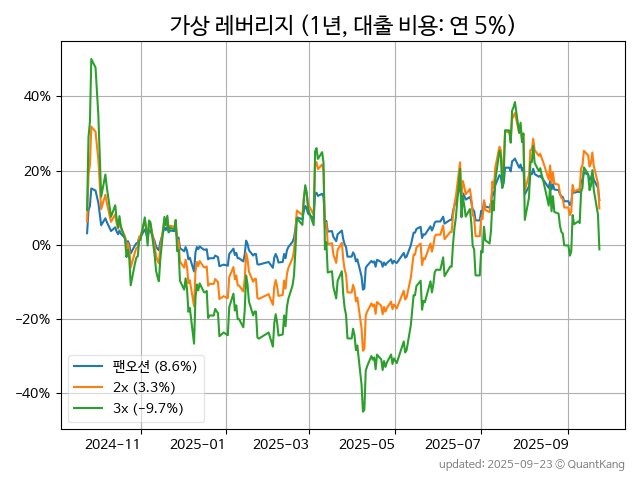 가상 레버리지 (1년, 대출 비용: 연 5%)
40%
20%
0%
−20%
−40%
팬오션 (8.6%)
2x (3.3%)
3x (−9.7%)
2024-11
2025-01
2025-03
2025-05
2025-07
2025-09
updated: 2025-09-23 © QuantKang